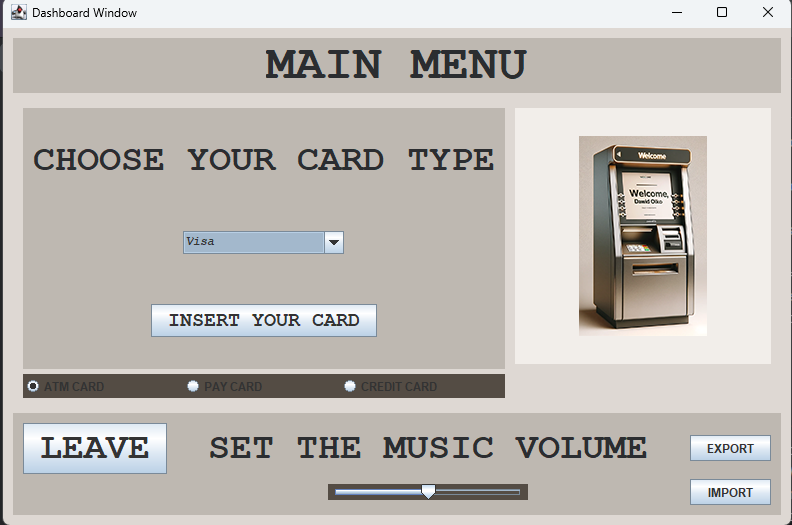 Dashboard Window
MAIN MENU
CHOOSE YOUR CARD TYPE
Visa
INSERT YOUR CARD
Welcome
Welcome,
ATM CARD
PAY CARD
CREDIT CARD
LEAVE
SET THE MUSIC VOLUME
EXPORT
IMPORT